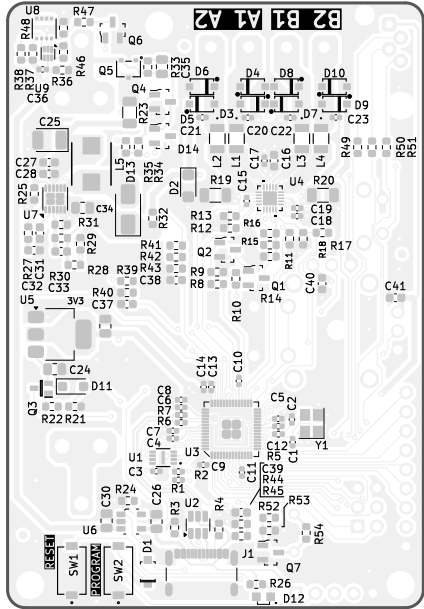 U8 R47
R48 Q6
A2 A1 B1 B2
R38 R37 U9 R36 R46 Q5 R33 C35 D6 D4 D8 D10
C36 Q4 R23 D5 D3 D7 D9
C25 C21 C20 C22 C23
D14
C27 C28 L5 D13 R35 R34 L2 L1 C17 C16 L3 L4 R49 R50 R51
R25 D2 R19 C15 U4 R20
U7 R31 C34 R32 R13 R12 R16 C19 C18
R27 C31 R29 R41 Q2 R15 R11 R18 R17
C32 C33 R30 R42
R28 R39 R43 R9
U5 R40 C38 R8 R10 Q1 R14 C40 C41
3V3 C37
C24 C14 C13 C10
Q3 D11 C8
R22 R21 C6 R7 R6 C5 C2
C7 C4 C12 Y1
U1 U3 C1
C3 R1 R2 C9 C11 R5 C39 R44 R45
R24
C30 C26 U2 R4 R52 R53
U6 R3 R54
RESET SW1 PROGRAM SW2 D1 J1 Q7
R26
D12